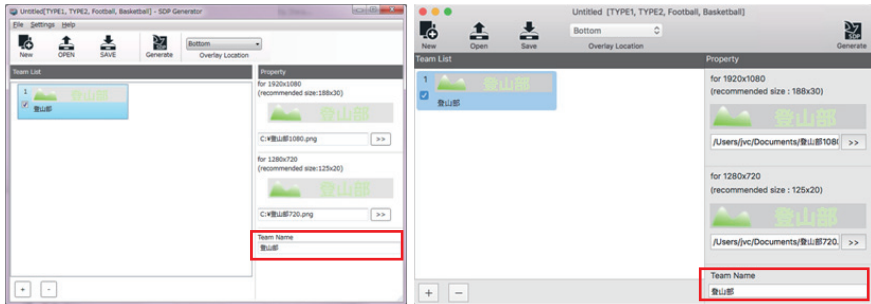 Untitled[TYPE1, TYPE2, Football, Basketball] - SDP Generator
File Settings Help
New OPEN SAVE Generate
Bottom
Overlay Location
Team List
1
登山部
登山部
Property
for 1920x1080
(recommended size:188x30)
登山部
C:¥登山部1080.png >>
for 1280x720
(recommended size:125x20)
登山部
C:¥登山部720.png >>
Team Name
登山部
+ -
Untitled [TYPE1, TYPE2, Football, Basketball]
New Open Save
Bottom
Overlay Location
SDP
Generate
Team List
1
登山部
登山部
Property
for 1920x1080
(recommended size : 188x30)
登山部
/Users/jvc/Documents/登山部108( >>
for 1280x720
(recommended size : 125x20)
登山部
/Users/jvc/Documents/登山部720. >>
Team Name
登山部
+ −